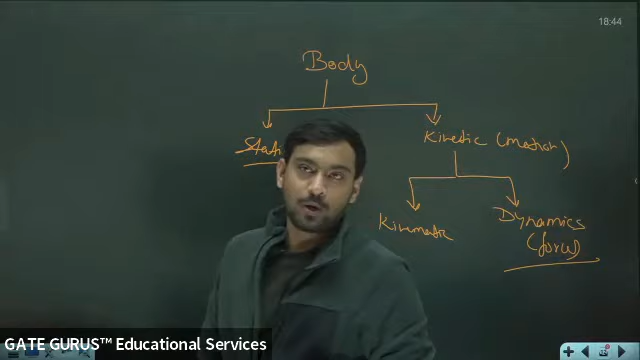 18:44
Body
Kinetic (motion)
Kinematic
Dynamics
(force)
GATE GURUS™ Educational Services